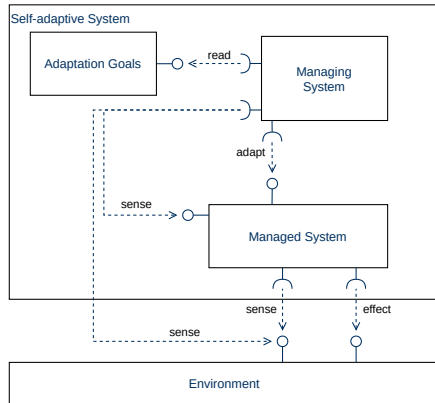 Self-adaptive System
Adaptation Goals
read
Managing
System
adapt
sense
Managed System
sense
effect
sense
Environment